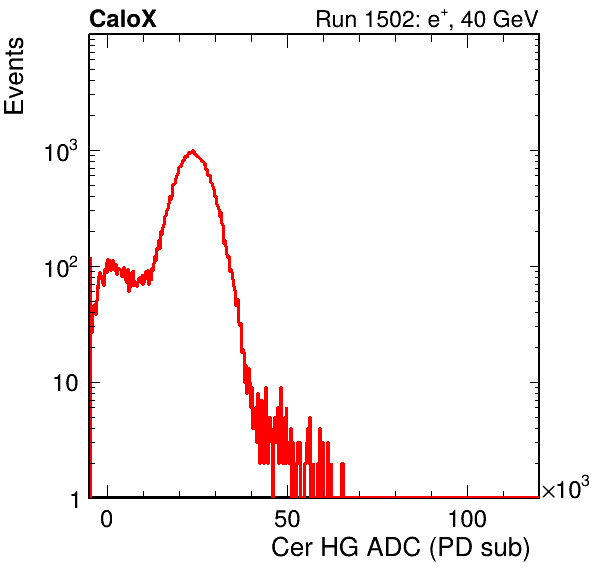 CaloX Run 1502: e⁺, 40 GeV
Events
10³
10²
10
1
0 50 100
×10³
Cer HG ADC (PD sub)